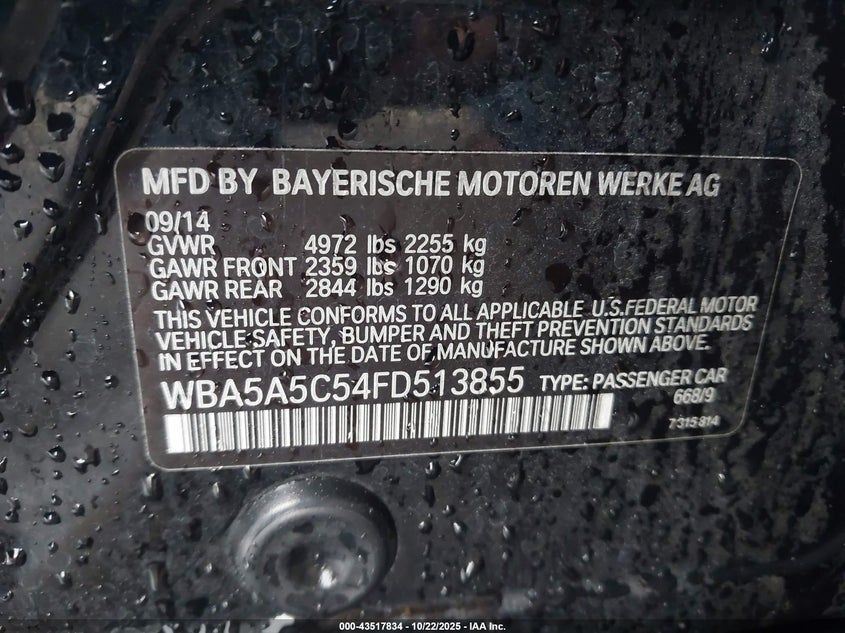 MFD BY BAYERISCHE MOTOREN WERKE AG
09/14
GVWR 4972 lbs 2255 kg
GAWR FRONT 2359 lbs 1070 kg
GAWR REAR 2844 lbs 1290 kg
THIS VEHICLE CONFORMS TO ALL APPLICABLE U.S.FEDERAL MOTOR
VEHICLE SAFETY, BUMPER AND THEFT PREVENTION STANDARDS
IN EFFECT ON THE DATE OF MANUFACTURE SHOWN ABOVE.
WBA5A5C54FD513855 TYPE: PASSENGER CAR
668/9
7 315 814
000-43517834 - 10/22/2025 - IAA Inc.